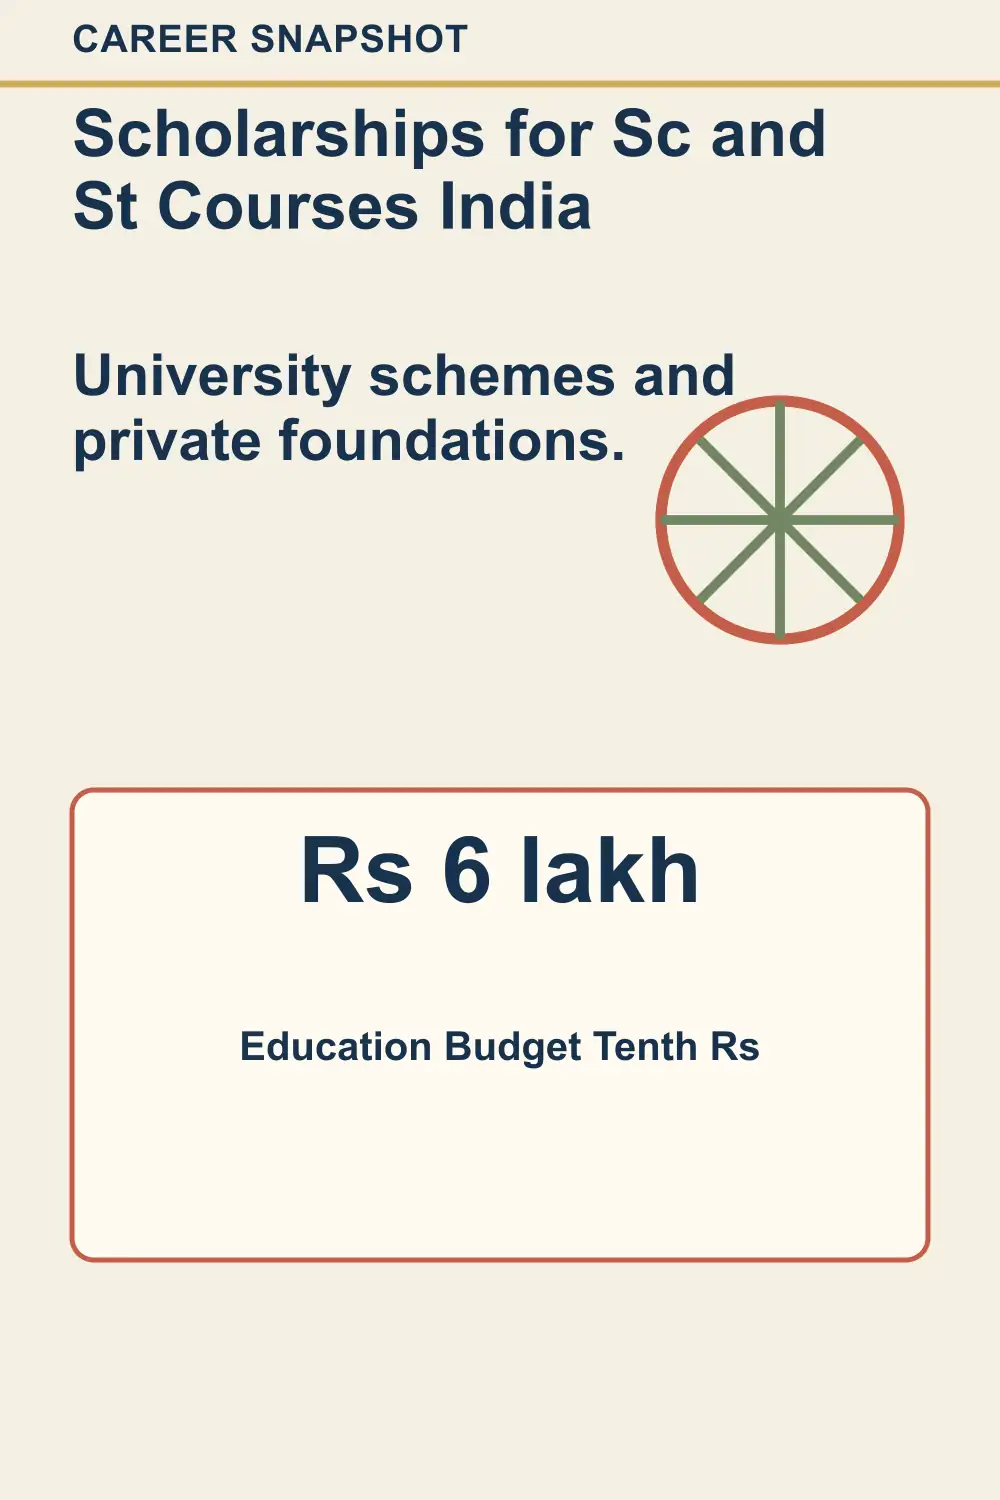 CAREER SNAPSHOT
Scholarships for Sc and
St Courses India
University schemes and
private foundations.
Rs 6 lakh
Education Budget Tenth Rs